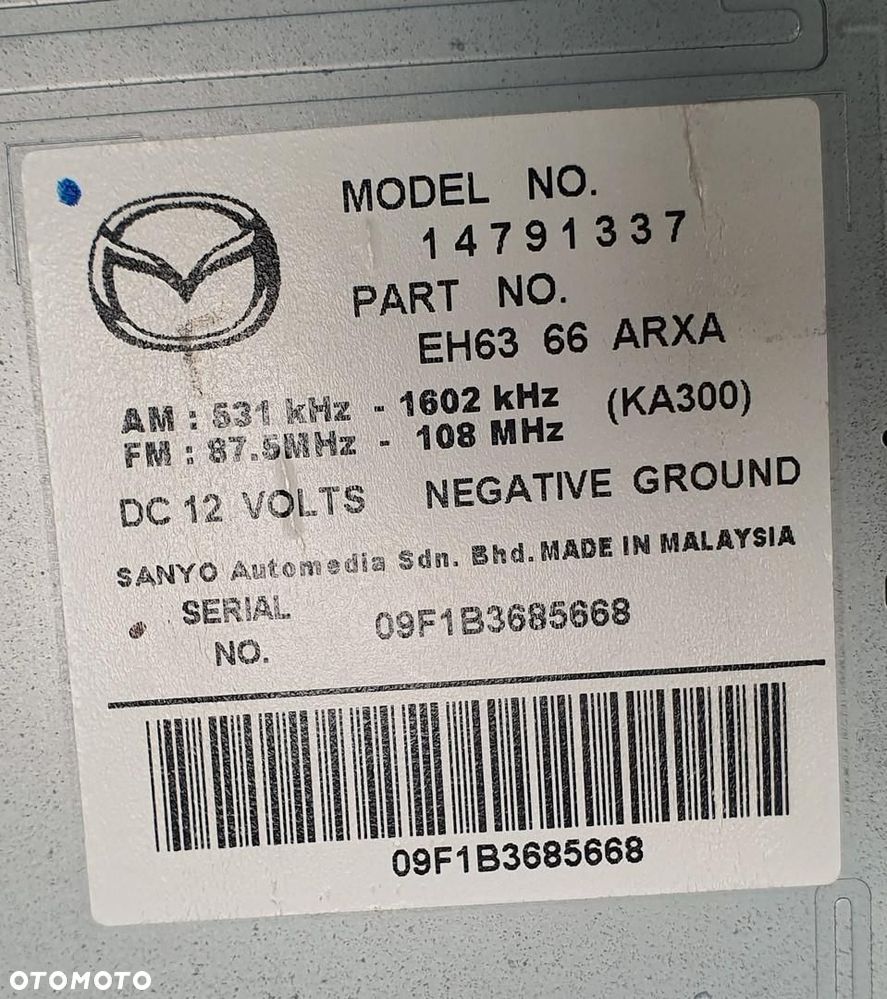 MODEL NO.
14791337
PART NO.
EH63 66 ARXA
AM : 531 kHz - 1602 kHz (KA300)
FM : 87.5MHz - 108 MHz
DC 12 VOLTS NEGATIVE GROUND
SANYO Automedia Sdn. Bhd. MADE IN MALAYSIA
SERIAL NO. 09F1B3685668
09F1B3685668
OTOMOTO